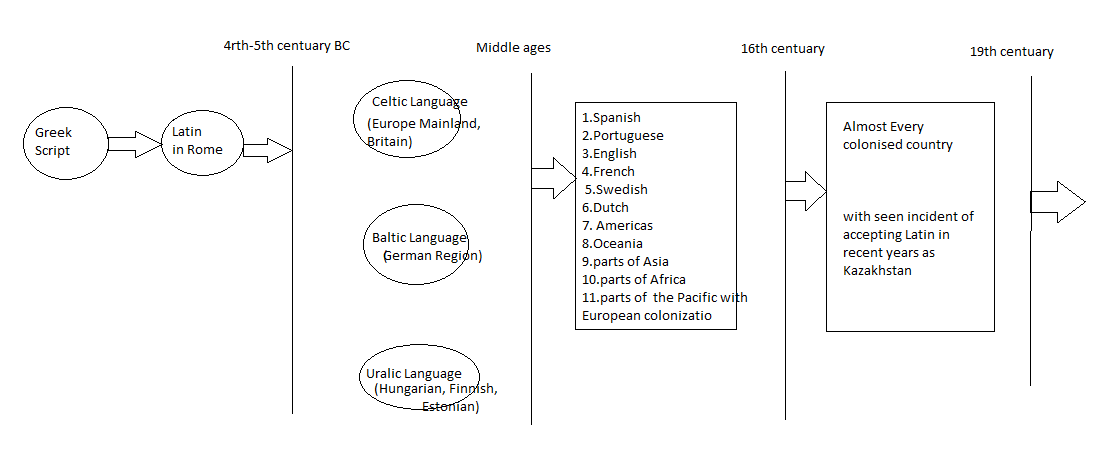 4rth-5th centuary BC
Middle ages
16th centuary
19th centuary
Greek
Script
Latin
in Rome
Celtic Language
(Europe Mainland,
Britain)
Baltic Language
(German Region)
Uralic Language
(Hungarian, Finnish,
Estonian)
1.Spanish
2.Portuguese
3.English
4.French
5.Swedish
6.Dutch
7. Americas
8.Oceania
9.parts of Asia
10.parts of Africa
11.parts of the Pacific with
European colonizatio
Almost Every
colonised country
with seen incident of
accepting Latin in
recent years as
Kazakhstan